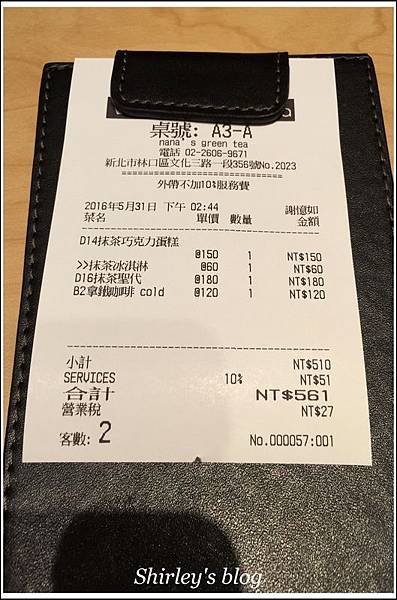 桌號: A3-A
nana's green tea
電話 02-2606-9671
新北市林口區文化三路一段356號No.2023
==============================
外帶不加10%服務費
2016年5月31日 下午 02:44 謝憶如
菜名 單價 數量 金額
D14抹茶巧克力蛋糕
@150 1 NT$150
>>抹茶冰淇淋 @60 1 NT$60
D16抹茶聖代 @180 1 NT$180
B2拿鐵咖啡 cold @120 1 NT$120
小計 NT$510
SERVICES 10% NT$51
合計 NT$561
營業稅 NT$27
客數: 2 No.000057:001
Shirley's blog